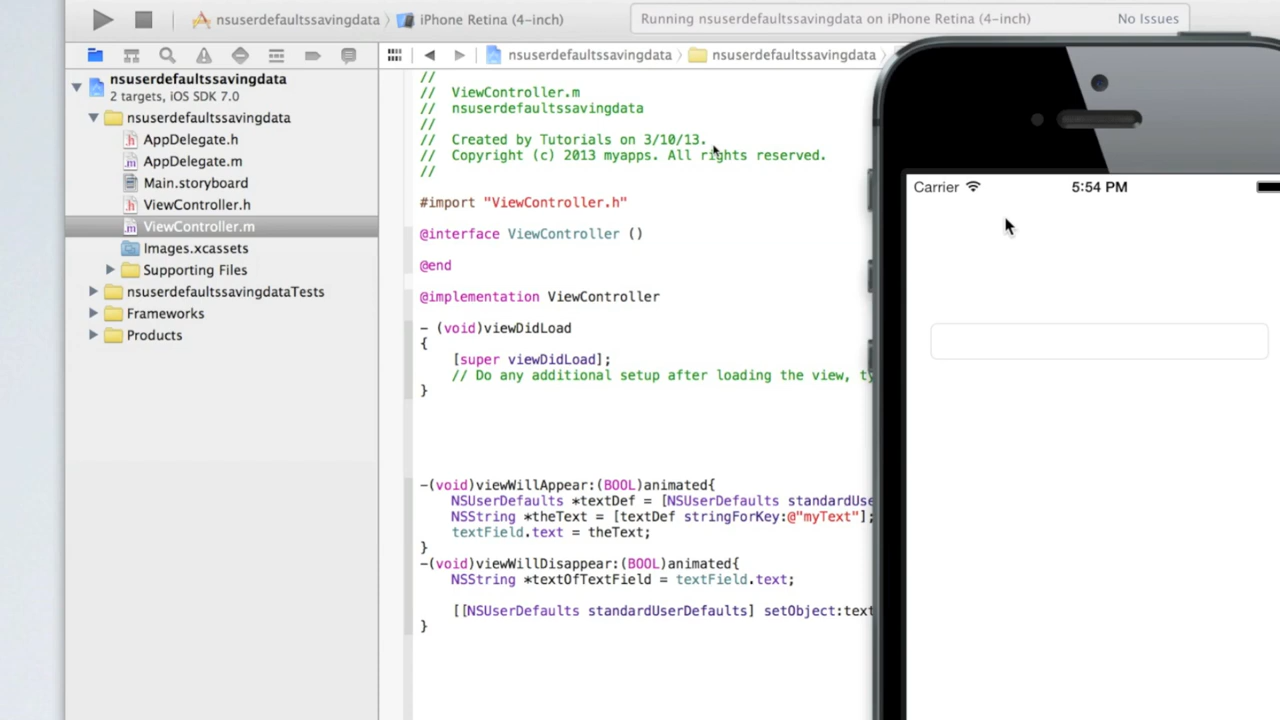 nsuserdefaultssavingdata
iPhone Retina (4-inch)
Running nsuserdefaultssavingdata on iPhone Retina (4-inch)
No Issues
nsuserdefaultssavingdata
2 targets, iOS SDK 7.0
nsuserdefaultssavingdata
AppDelegate.h
AppDelegate.m
Main.storyboard
ViewController.h
ViewController.m
Images.xcassets
Supporting Files
nsuserdefaultssavingdataTests
Frameworks
Products
nsuserdefaultssavingdata
nsuserdefaultssavingdata
//
// ViewController.m
// nsuserdefaultssavingdata
//
// Created by Tutorials on 3/10/13.
// Copyright (c) 2013 myapps. All rights reserved.
//
#import "ViewController.h"
@interface ViewController ()
@end
@implementation ViewController
- (void)viewDidLoad
{
[super viewDidLoad];
// Do any additional setup after loading the view, ty
}
-(void)viewWillAppear:(BOOL)animated{
NSUserDefaults *textDef = [NSUserDefaults standardUse
NSString *theText = [textDef stringForKey:@"myText"];
textField.text = theText;
}
-(void)viewWillDisappear:(BOOL)animated{
NSString *textOfTextField = textField.text;
[[NSUserDefaults standardUserDefaults] setObject:text
}
Carrier
5:54 PM